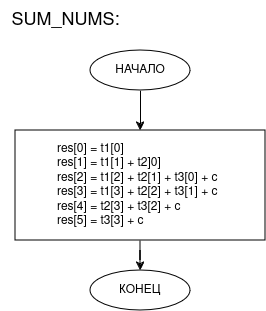 SUM_NUMS:
НАЧАЛО
res[0] = t1[0]
res[1] = t1[1] + t2]0]
res[2] = t1[2] + t2[1] + t3[0] + c
res[3] = t1[3] + t2[2] + t3[1] + c
res[4] = t2[3] + t3[2] + c
res[5] = t3[3] + c
КОНЕЦ